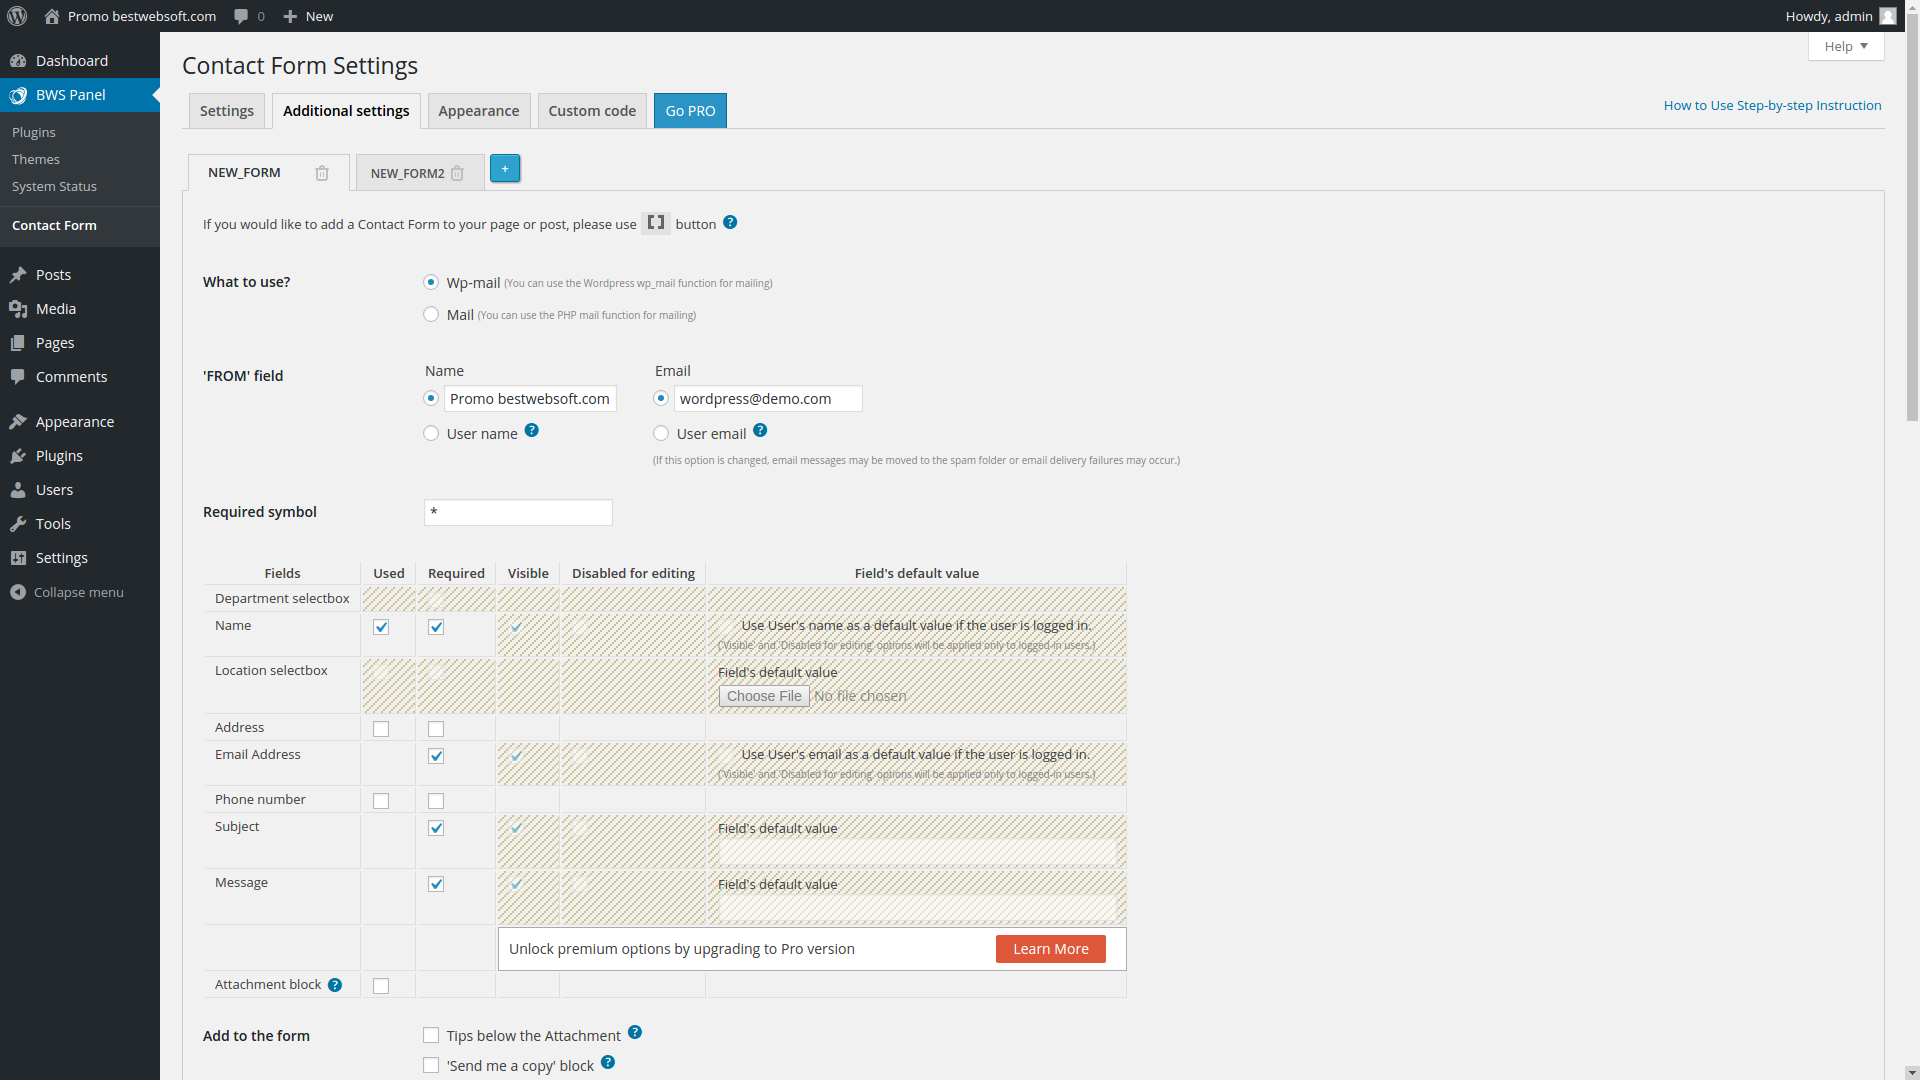 Promo bestwebsoft.com 0 New Howdy, admin
Help
Dashboard
BWS Panel
Plugins
Themes
System Status
Contact Form
Posts
Media
Pages
Comments
Appearance
Plugins
Users
Tools
Settings
Collapse menu
Contact Form Settings
Settings Additional settings Appearance Custom code Go PRO
How to Use Step-by-step Instruction
NEW_FORM NEW_FORM2 +
If you would like to add a Contact Form to your page or post, please use [] button ?
What to use?
Wp-mail (You can use the Wordpress wp_mail function for mailing)
Mail (You can use the PHP mail function for mailing)
'FROM' field
Name Email
Promo bestwebsoft.com wordpress@demo.com
User name ? User email ?
(If this option is changed, email messages may be moved to the spam folder or email delivery failures may occur.)
Required symbol *
Fields Used Required Visible Disabled for editing Field's default value
Department selectbox
Name Use User's name as a default value if the user is logged in.
('Visible' and 'Disabled for editing' options will be applied only to logged-in users.)
Location selectbox Field's default value
Choose File No file chosen
Address
Email Address Use User's email as a default value if the user is logged in.
('Visible' and 'Disabled for editing' options will be applied only to logged-in users.)
Phone number
Subject Field's default value
Message Field's default value
Unlock premium options by upgrading to Pro version Learn More
Attachment block ?
Add to the form
Tips below the Attachment ?
'Send me a copy' block ?